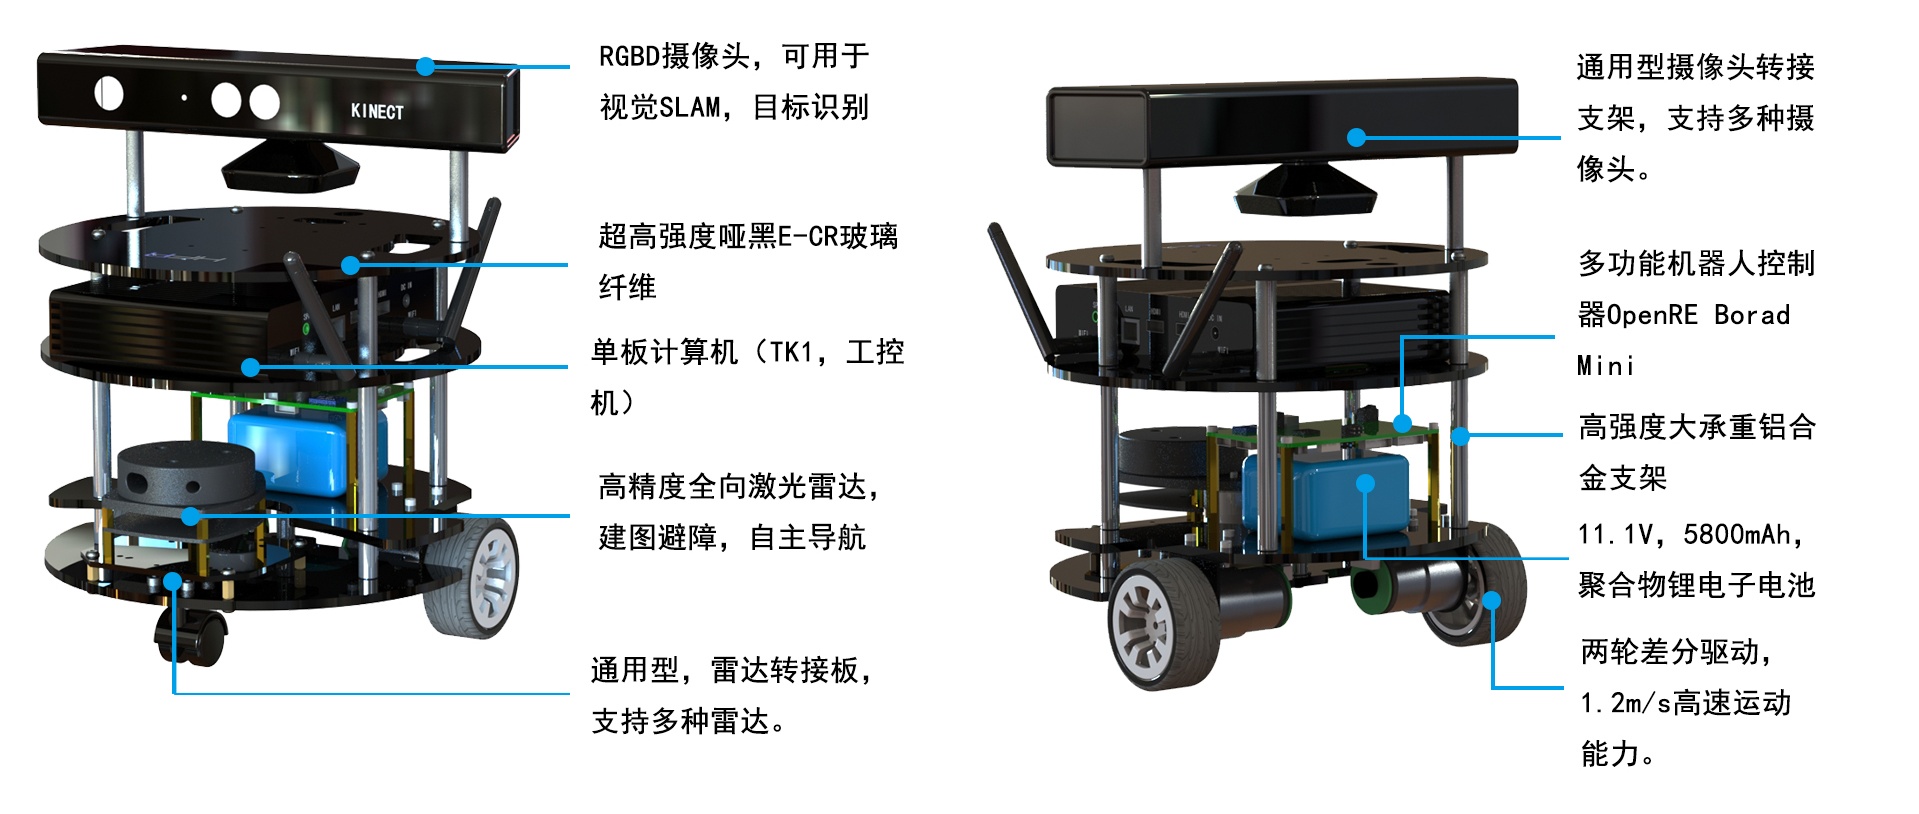 KINECT
RGBD摄像头，可用于
视觉SLAM，目标识别
超高强度哑黑E-CR玻璃
纤维
单板计算机（TK1，工控
机）
高精度全向激光雷达，
建图避障，自主导航
通用型，雷达转接板，
支持多种雷达。
通用型摄像头转接
支架，支持多种摄
像头。
多功能机器人控制
器OpenRE Borad
Mini
高强度大承重铝合
金支架
11.1V，5800mAh，
聚合物锂电子电池
两轮差分驱动，
1.2m/s高速运动
能力。
LAN
HDMI